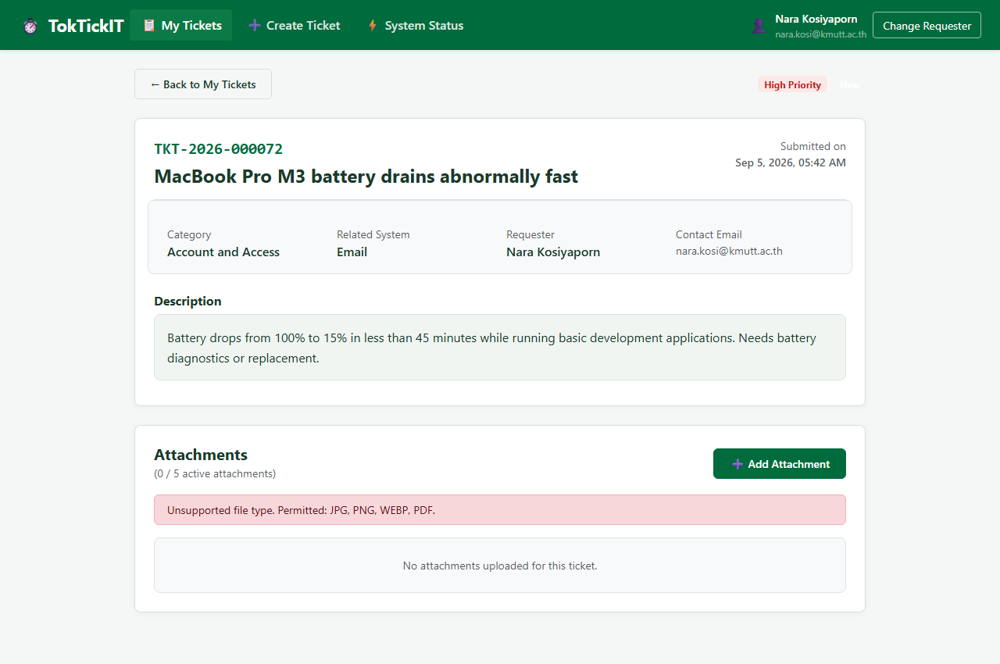 TokTickIT
My Tickets
Create Ticket
System Status
Nara Kosiyaporn
nara.kosi@kmutt.ac.th
Change Requester
← Back to My Tickets
High Priority
New
TKT-2026-000072
Submitted on
Sep 5, 2026, 05:42 AM
MacBook Pro M3 battery drains abnormally fast
Category
Related System
Requester
Contact Email
Account and Access
Email
Nara Kosiyaporn
nara.kosi@kmutt.ac.th
Description
Battery drops from 100% to 15% in less than 45 minutes while running basic development applications. Needs battery
diagnostics or replacement.
Attachments
(0 / 5 active attachments)
Add Attachment
Unsupported file type. Permitted: JPG, PNG, WEBP, PDF.
No attachments uploaded for this ticket.